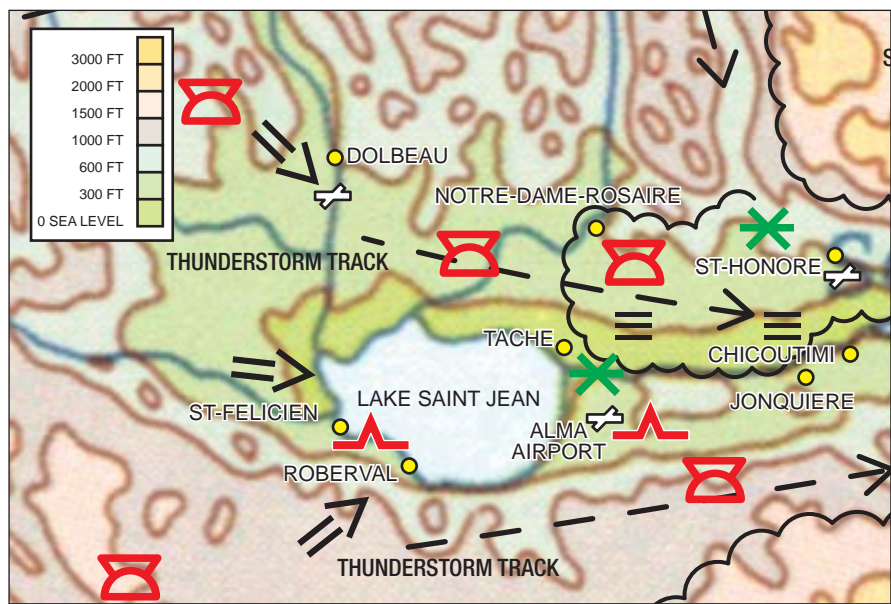 3000 FT
2000 FT
1500 FT
1000 FT
600 FT
300 FT
0 SEA LEVEL
S
DOLBEAU
NOTRE-DAME-ROSAIRE
THUNDERSTORM TRACK
ST-HONORE
TACHE
CHICOUTIMI
LAKE SAINT JEAN
JONQUIERE
ST-FELICIEN
ALMA
AIRPORT
ROBERVAL
THUNDERSTORM TRACK